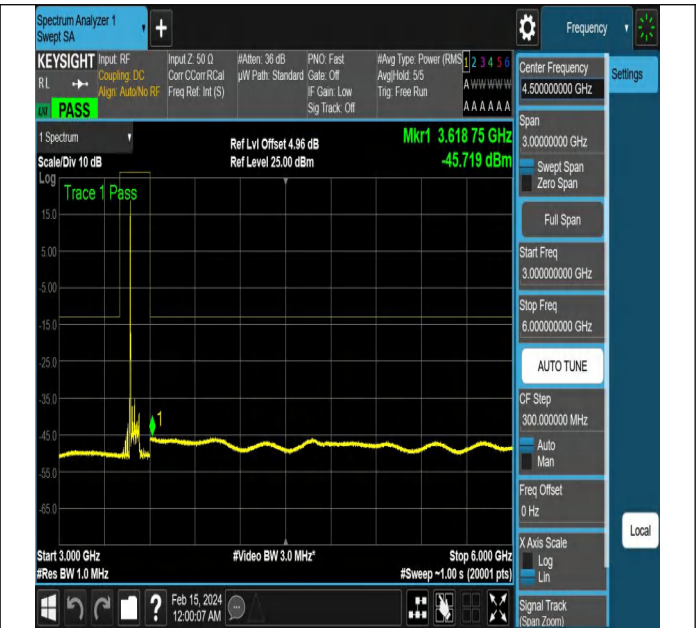 Spectrum Analyzer 1
Swept SA
Frequency
KEYSIGHT
Input: RF
Coupling: DC
Align: Auto/No RF
Input Z: 50 Ω
Corr CCorr RCal
Freq Ref: Int (S)
#Atten: 36 dB
µW Path: Standard
PNO: Fast
Gate: Off
IF Gain: Low
Sig Track: Off
#Avg Type: Power (RMS
Avg|Hold: 5/5
Trig: Free Run
1 2 3 4 5 6
A W W W W W
A A A A A A
R L
LXI
PASS
1 Spectrum
Scale/Div 10 dB
Ref Lvl Offset 4.96 dB
Ref Level 25.00 dBm
Mkr1 3.618 75 GHz
-45.719 dBm
Log
Trace 1 Pass
15.0
5.00
-5.00
-15.0
-25.0
-35.0
-45.0
-55.0
-65.0
1
Start 3.000 GHz
#Res BW 1.0 MHz
#Video BW 3.0 MHz*
Stop 6.000 GHz
#Sweep ~1.00 s (20001 pts)
Feb 15, 2024
12:00:07 AM
Center Frequency
4.500000000 GHz
Settings
Span
3.00000000 GHz
Swept Span
Zero Span
Full Span
Start Freq
3.000000000 GHz
Stop Freq
6.000000000 GHz
AUTO TUNE
CF Step
300.000000 MHz
Auto
Man
Freq Offset
0 Hz
X Axis Scale
Log
Lin
Local
Signal Track
(Span Zoom)